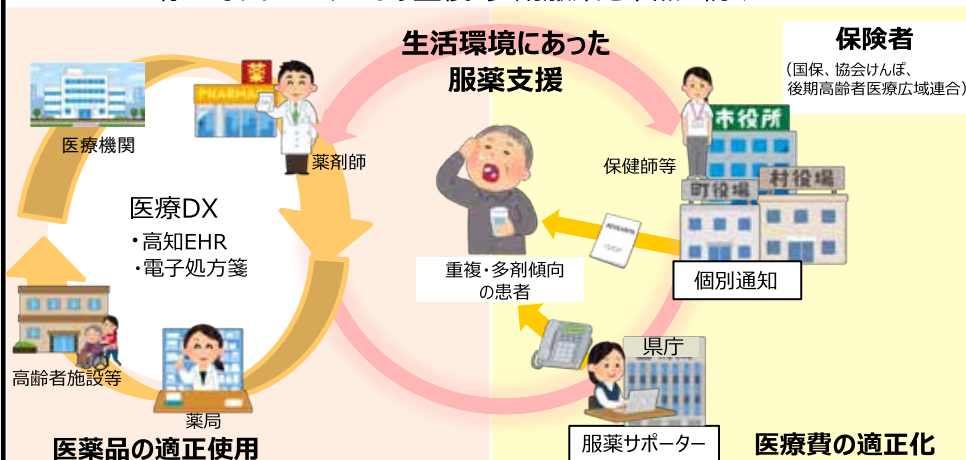 生活環境にあった
服薬支援
保険者
（国保、協会けんぽ、
後期高齢者医療広域連合）
薬
PHARMACY
医療機関
薬剤師
保健師等
市役所
町役場
村役場
医療DX
・高知EHR
・電子処方箋
重複・多剤傾向
の患者
個別通知
高齢者施設等
薬局
県庁
服薬サポーター
医薬品の適正使用
医療費の適正化